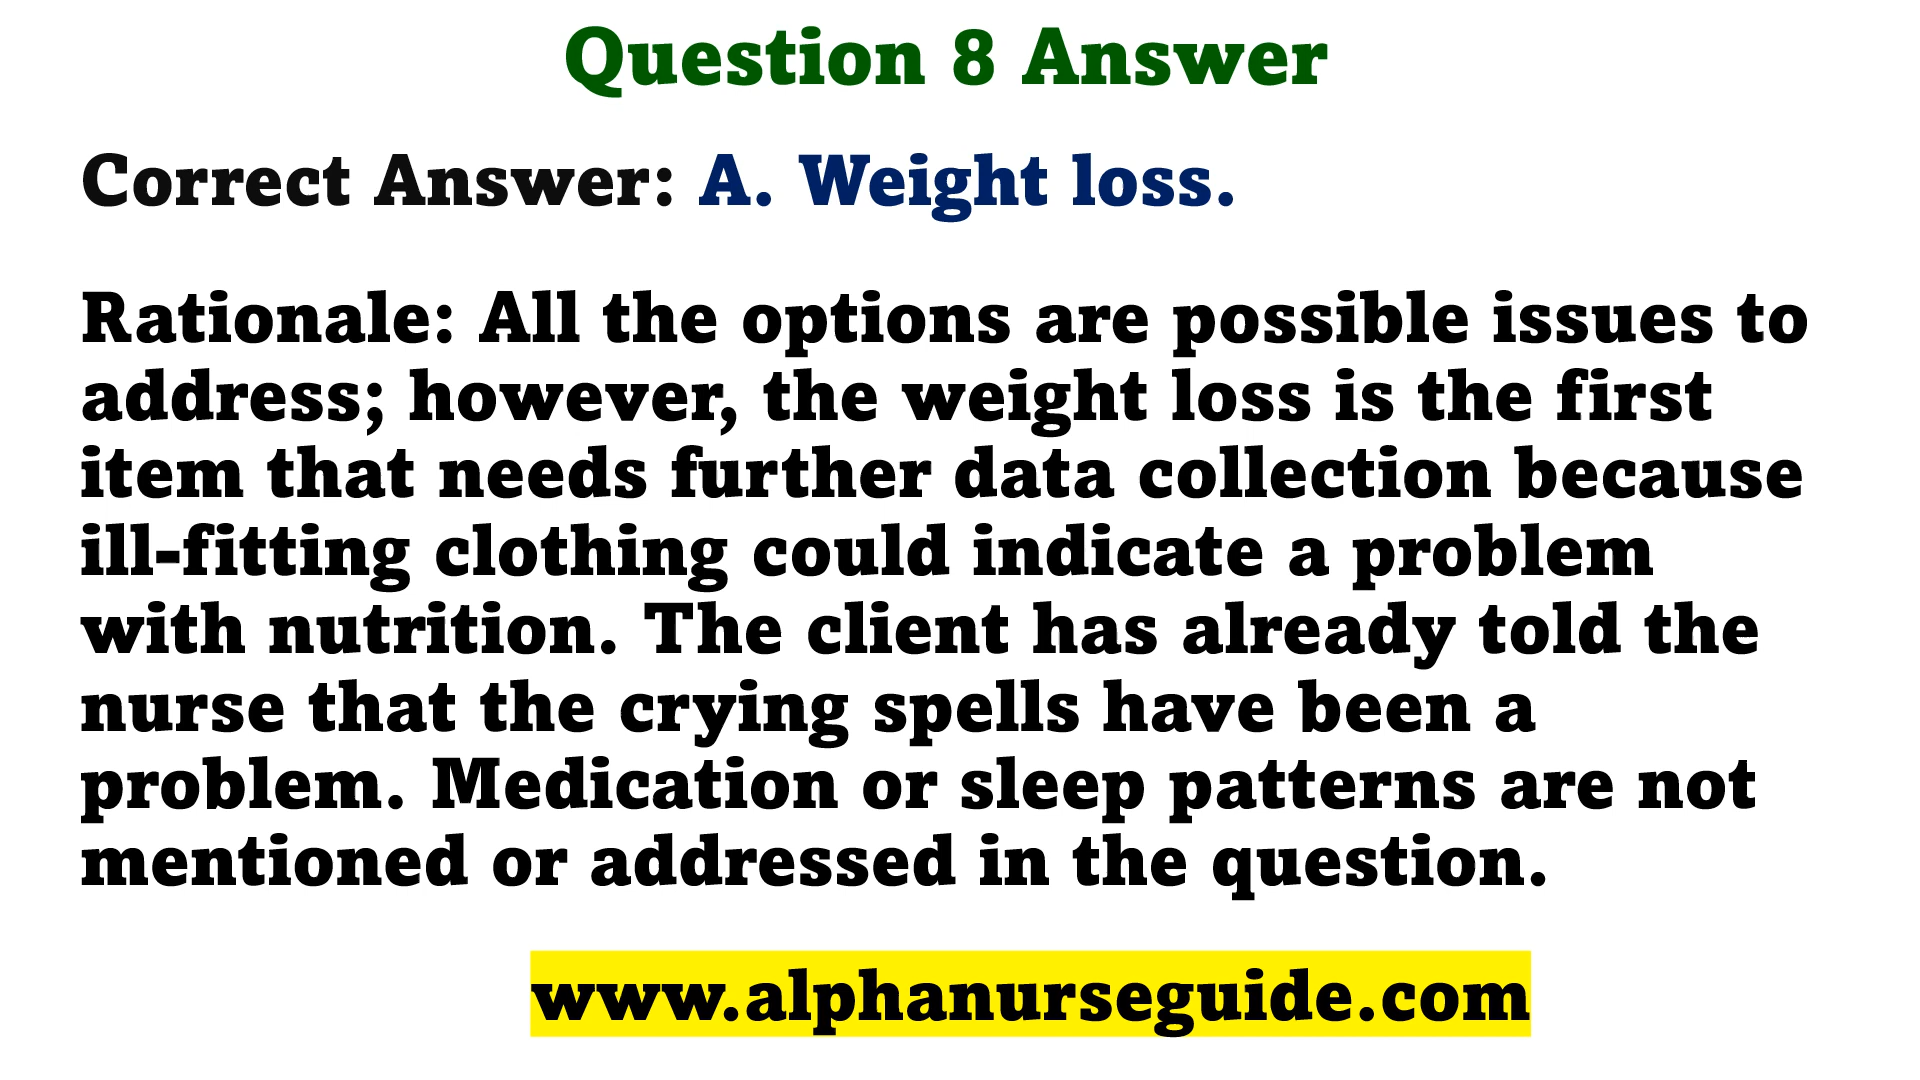 Question 8 Answer
Correct Answer: A. Weight loss.
Rationale: All the options are possible issues to
address; however, the weight loss is the first
item that needs further data collection because
ill-fitting clothing could indicate a problem
with nutrition. The client has already told the
nurse that the crying spells have been a
problem. Medication or sleep patterns are not
mentioned or addressed in the question.
www.alphanurseguide.com